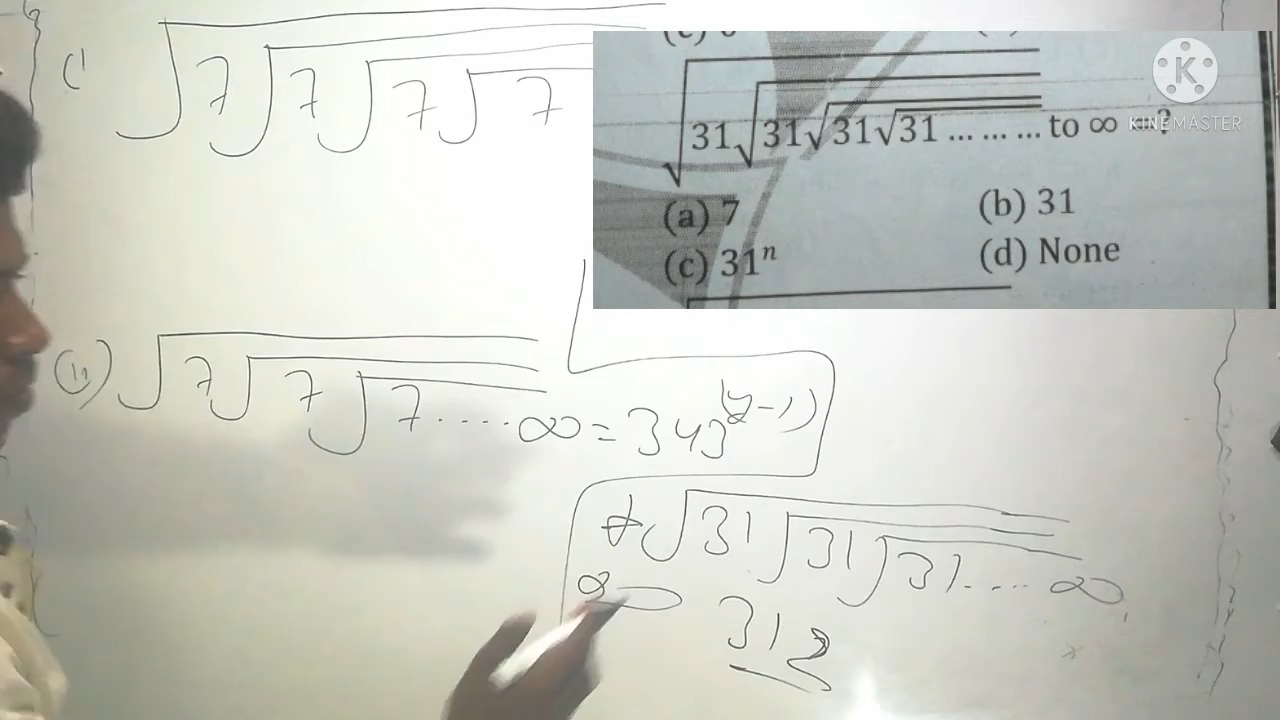 (i √7√7√7√7
√31√31√31√31 ... ... ... to ∞ =?
K
KINEMASTER
(a) 7 (b) 31
(c) 31ⁿ (d) None
(ii) √7√7√7.....∞ = 343^(y-1)
√31√31√31.... ∞
31